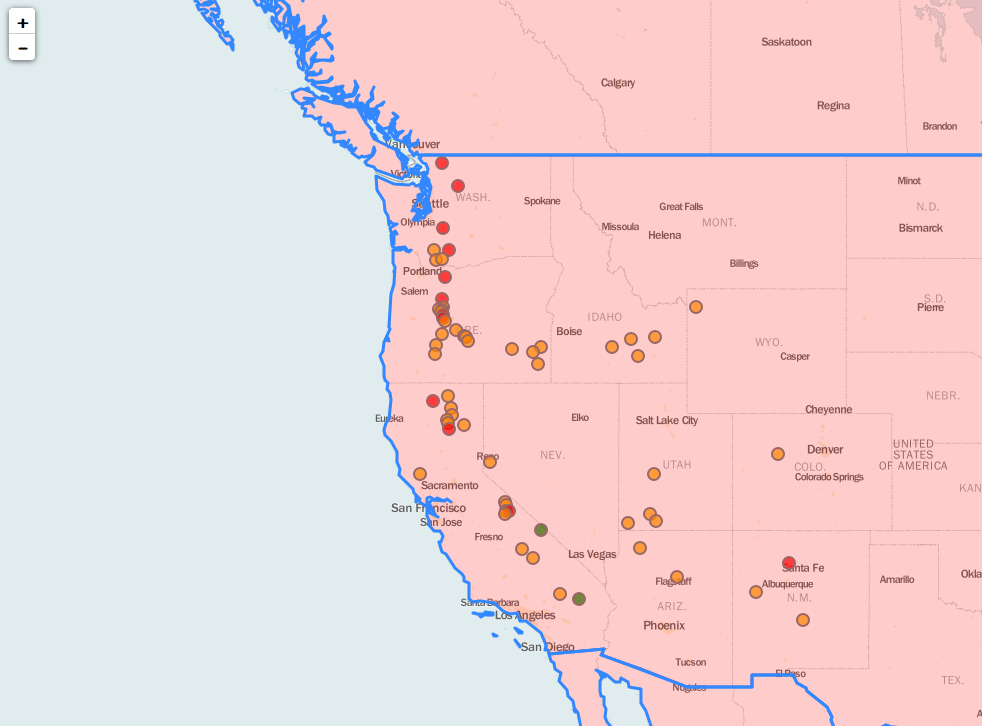 +
−
Saskatoon
Calgary
Regina
Brandon
Vancouver
Victoria
Minot
WASH.
Spokane
Seattle
Great Falls
N.D.
Olympia
MONT.
Missoula
Helena
Bismarck
Billings
Portland
Salem
S.D.
Pierre
IDAHO
ORE.
Boise
WYO.
Casper
NEBR.
Cheyenne
Eureka
Elko
Salt Lake City
UNITED
STATES
OF AMERICA
Denver
Reno
NEV.
UTAH
COLO.
Colorado Springs
Sacramento
KAN
San Francisco
San Jose
Fresno
Las Vegas
Santa Fe
Flagstaff
Albuquerque
Amarillo
Okla
N.M.
Santa Barbara
ARIZ.
Los Angeles
Phoenix
San Diego
Tucson
El Paso
TEX.
Nogales
A